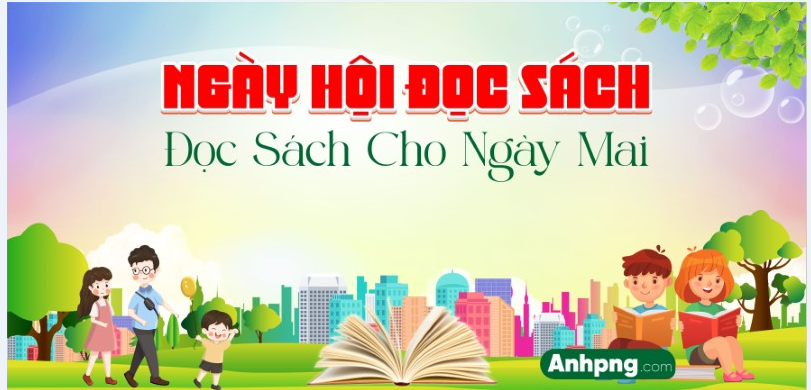 NGÀY HỘI ĐỌC SÁCH
Đọc Sách Cho Ngày Mai
Anhpng.com